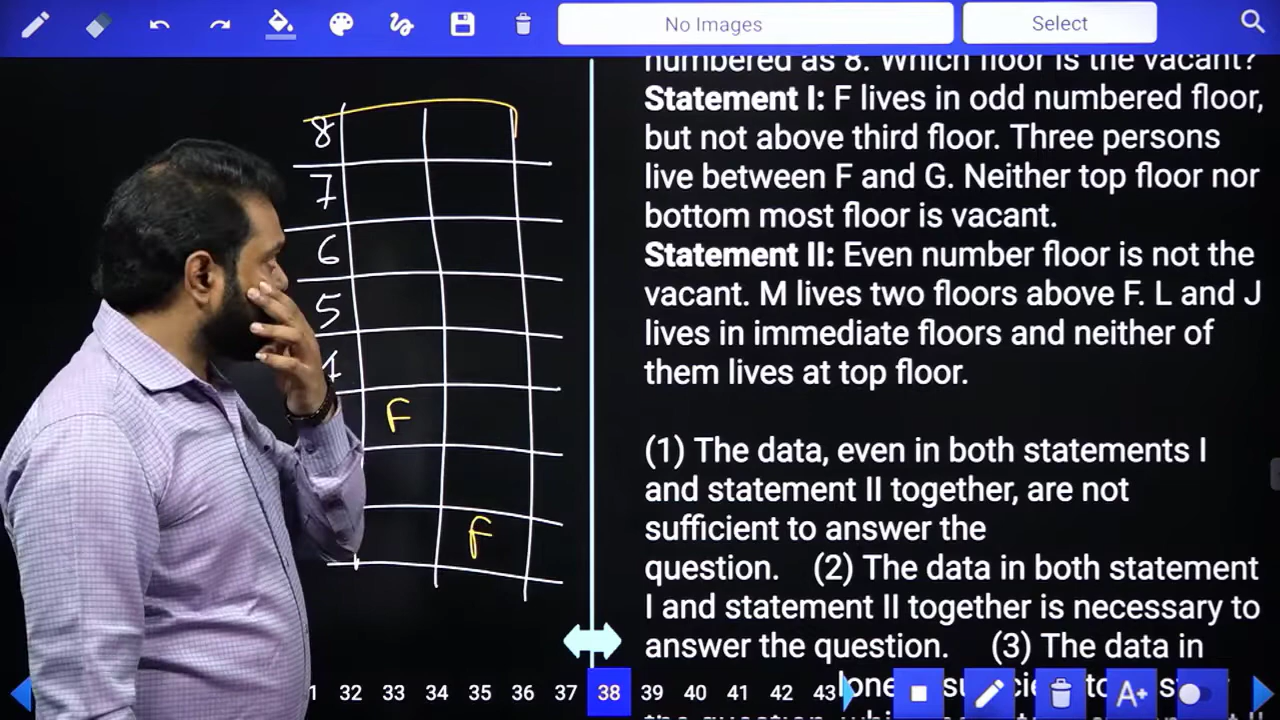 No Images
Select
numbered as 8. Which floor is the vacant?
Statement I: F lives in odd numbered floor,
but not above third floor. Three persons
live between F and G. Neither top floor nor
bottom most floor is vacant.
Statement II: Even number floor is not the
vacant. M lives two floors above F. L and J
lives in immediate floors and neither of
them lives at top floor.
(1) The data, even in both statements I
and statement II together, are not
sufficient to answer the
question. (2) The data in both statement
I and statement II together is necessary to
answer the question. (3) The data in
8
7
6
5
4
F
F
1 32 33 34 35 36 37 38 39 40 41 42 43
A+